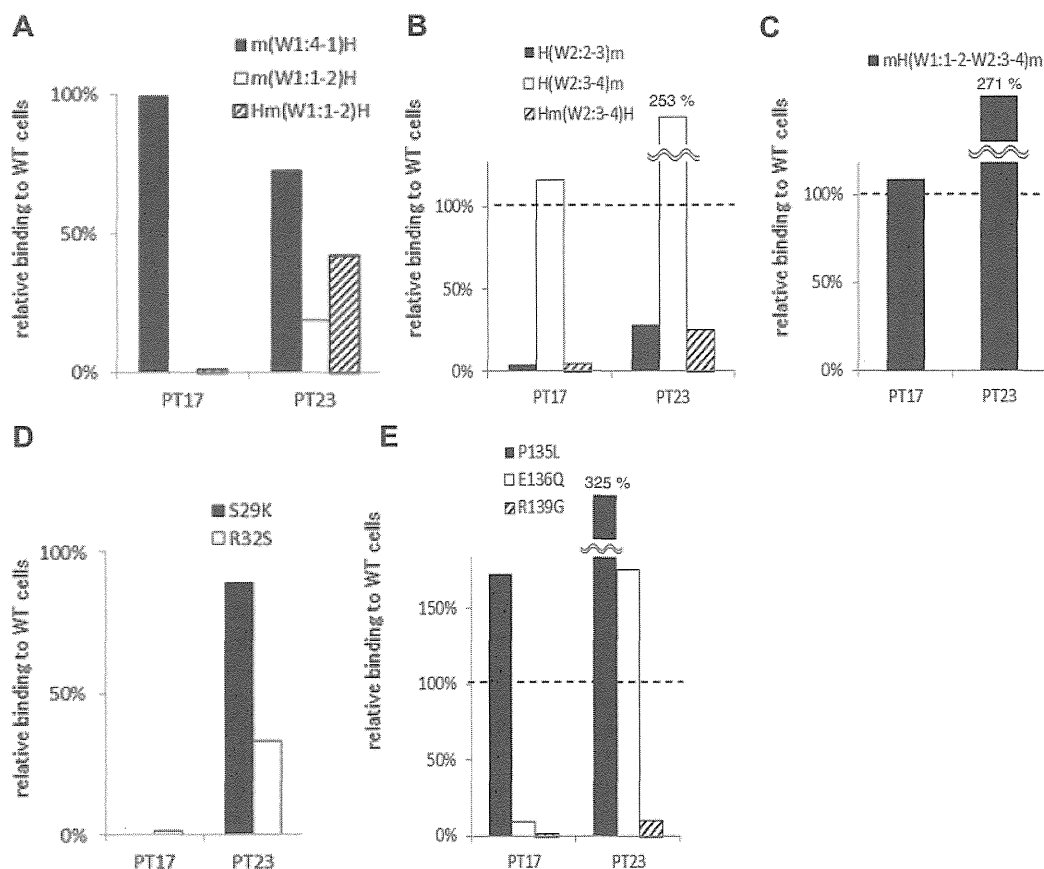 A
m(W1:4-1)H
m(W1:1-2)H
Hm(W1:1-2)H
relative binding to WT cells
100%
50%
0%
PT17 PT23
B
H(W2:2-3)m
H(W2:3-4)m
Hm(W2:3-4)H
253 %
relative binding to WT cells
100%
50%
0%
PT17 PT23
C
mH(W1:1-2-W2:3-4)m
271 %
relative binding to WT cells
100%
50%
0%
PT17 PT23
D
S29K
R32S
relative binding to WT cells
100%
50%
0%
PT17 PT23
E
P135L
E136Q
R139G
325 %
relative binding to WT cells
150%
100%
50%
0%
PT17 PT23